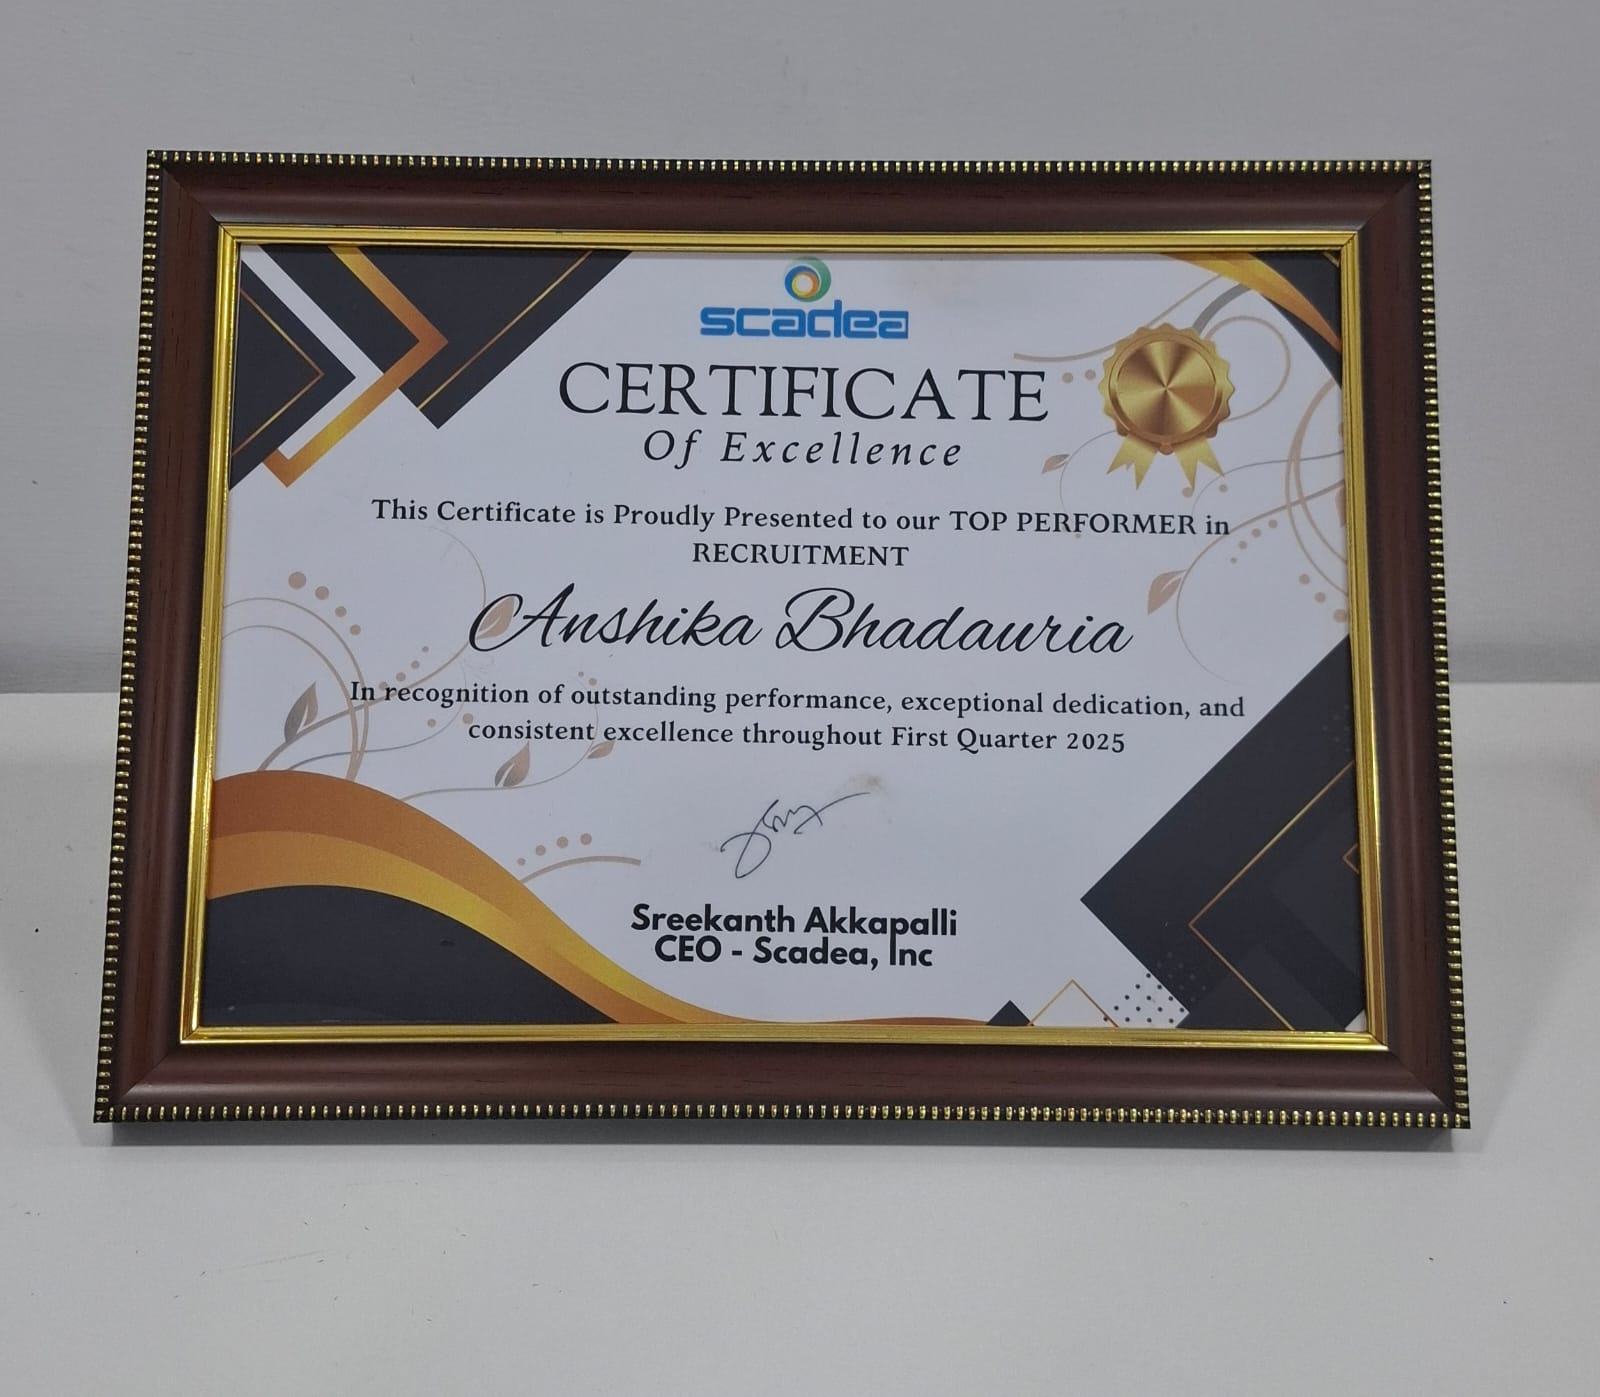 scadea
CERTIFICATE
Of Excellence
This Certificate is Proudly Presented to our TOP PERFORMER in
RECRUITMENT
Anshika Bhadauria
In recognition of outstanding performance, exceptional dedication, and
consistent excellence throughout First Quarter 2025
Sreekanth Akkapalli
CEO - Scadea, Inc